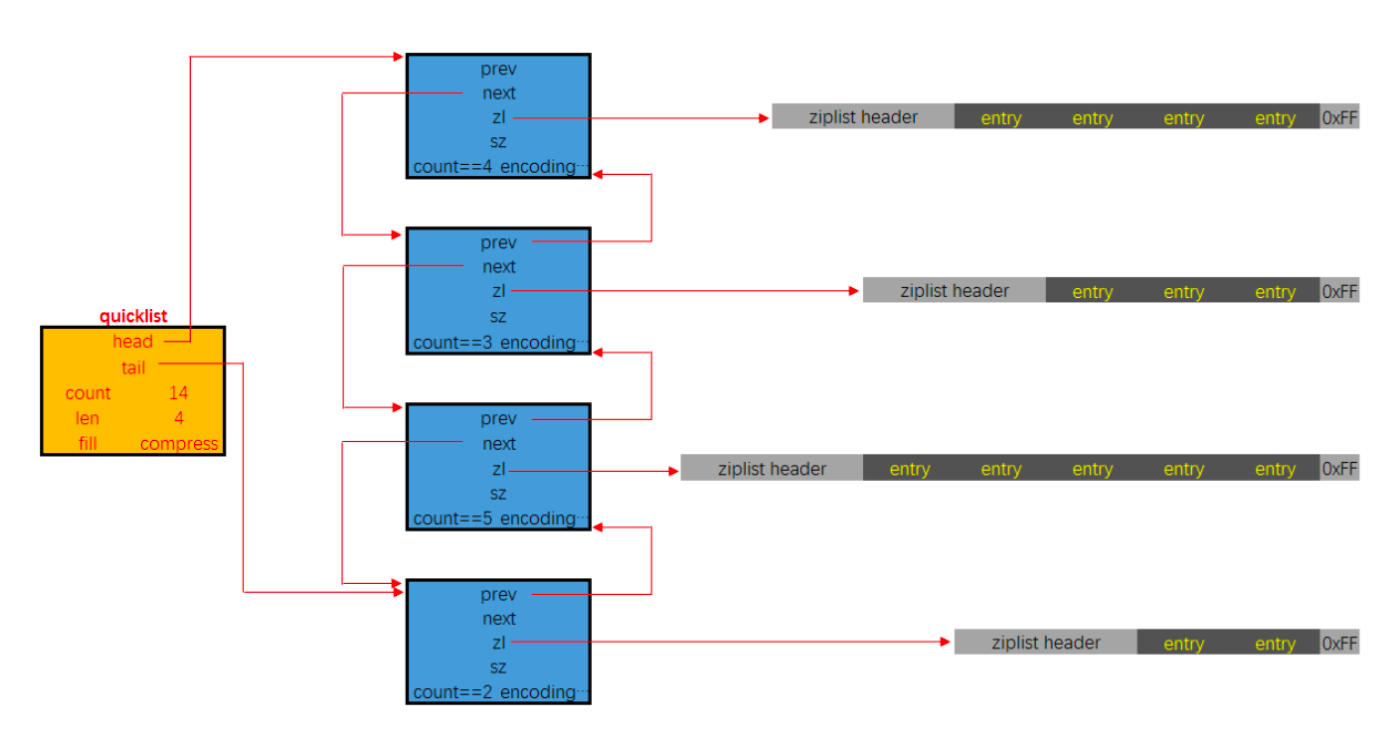 prev
next
zl
sz
count==4 encoding···
ziplist header entry entry entry entry 0xFF
prev
next
zl
sz
count==3 encoding···
ziplist header entry entry entry 0xFF
quicklist
head
tail
count 14
len 4
fill compress
prev
next
zl
sz
count==5 encoding···
ziplist header entry entry entry entry entry 0xFF
prev
next
zl
sz
count==2 encoding···
ziplist header entry entry 0xFF